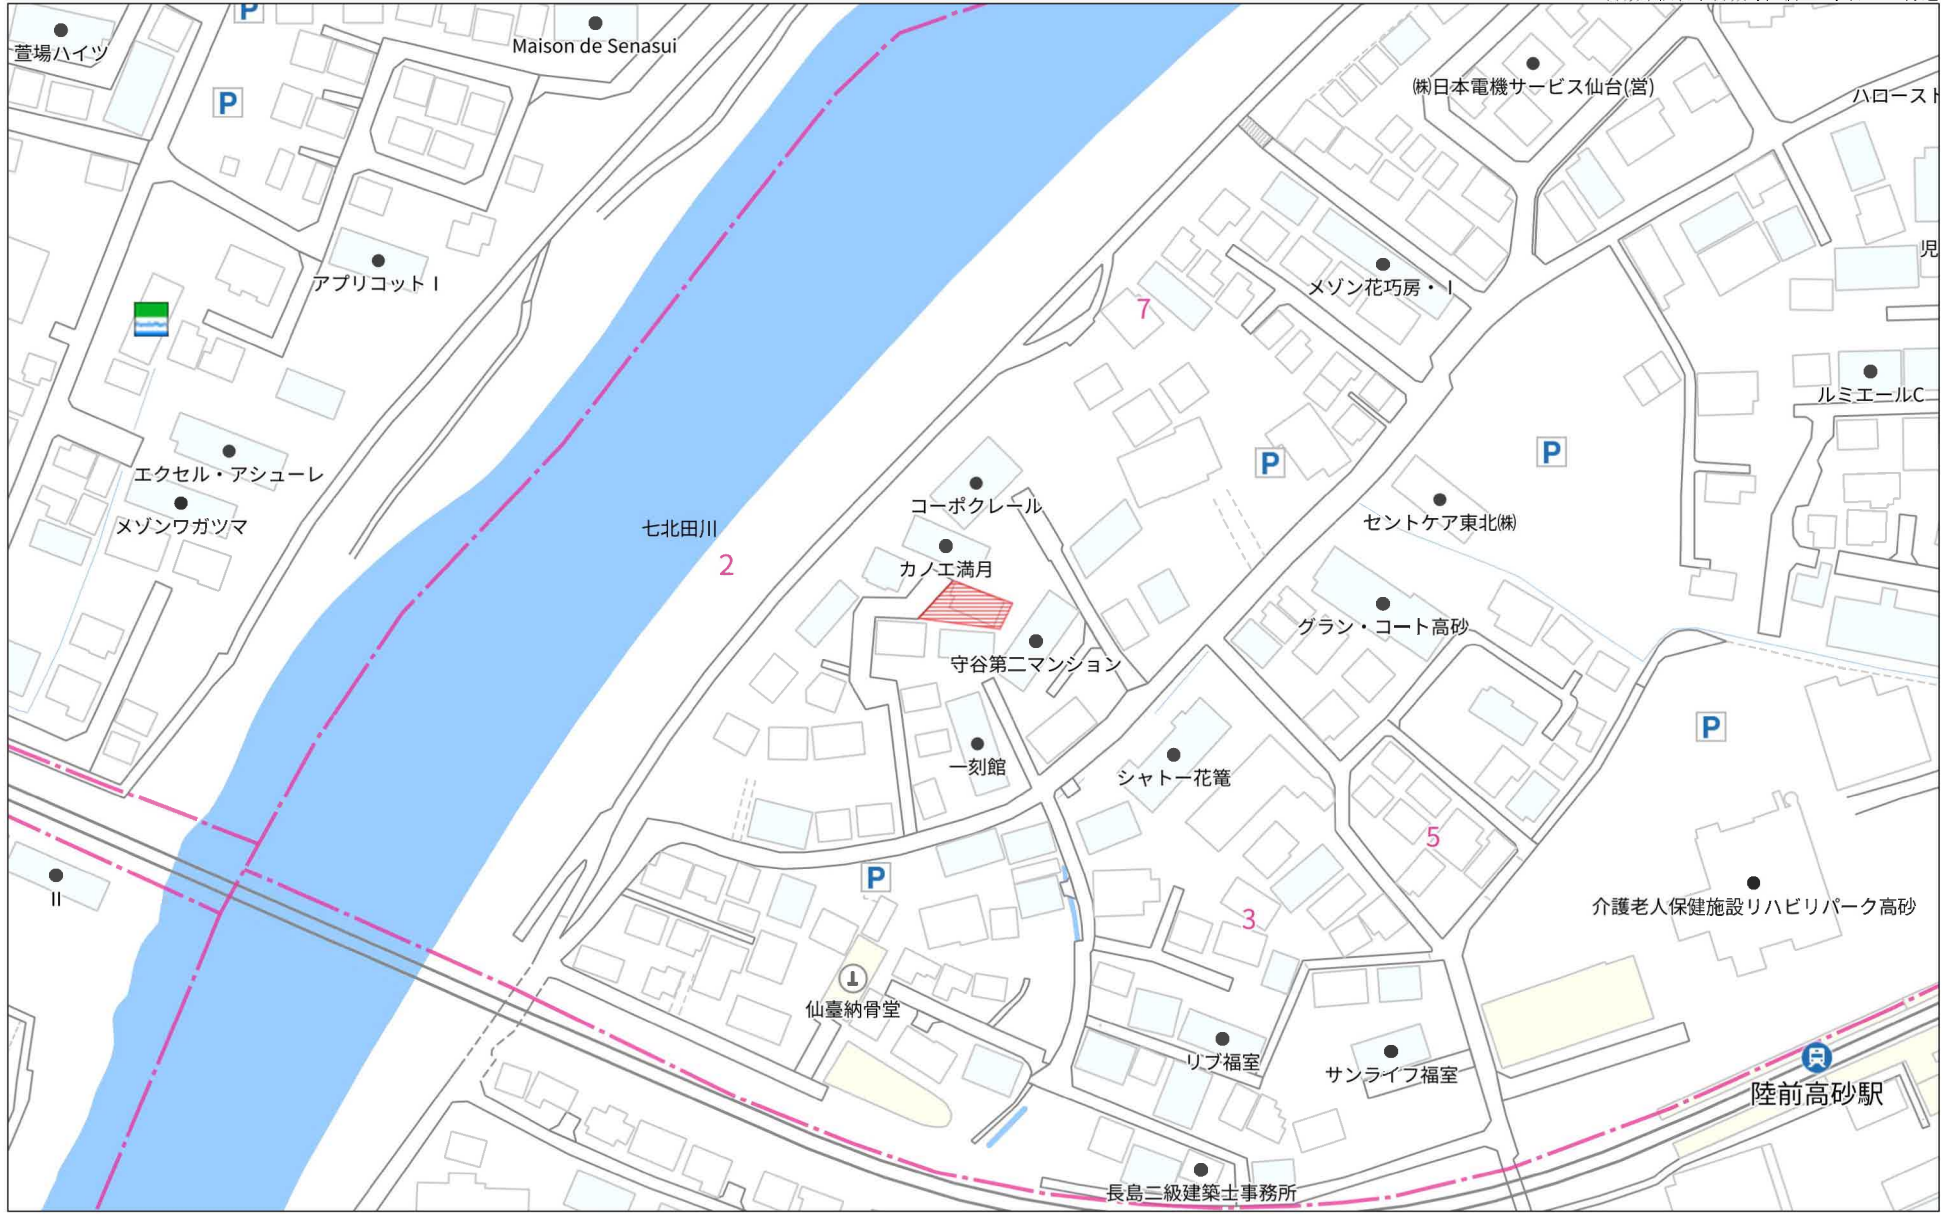 P
萱場ハイツ
Maison de Senasui
㈱日本電機サービス仙台(営)
P
アプリコットⅠ
メゾン花巧房・Ⅰ
7
ルミエールC
エクセル・アシューレ
P
P
メゾンワガツマ
コーポクレール
セントケア東北㈱
七北田川
2
カノエ満月
グラン・コート高砂
守谷第二マンション
P
一刻館
シャトー花篭
5
P
II
3
介護老人保健施設リハビリパーク高砂
仙臺納骨堂
リブ福室
サンライフ福室
陸前高砂駅
長島二級建築士事務所